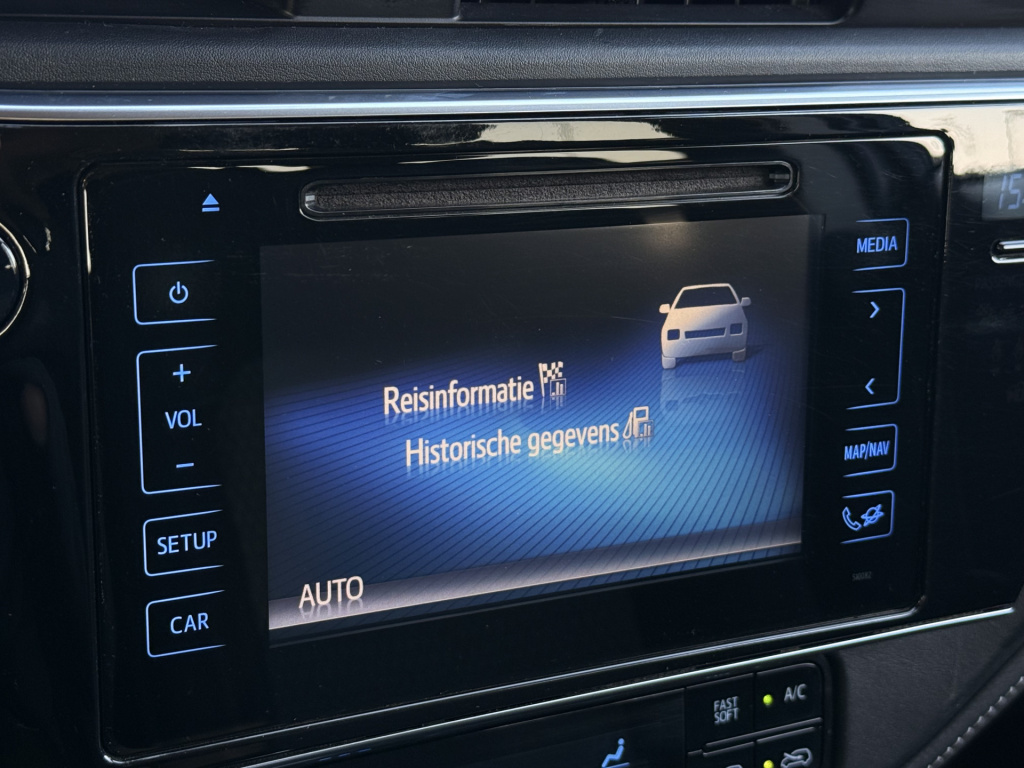 MEDIA
VOL
MAP/NAV
SETUP
CAR
Reisinformatie
Historische gegevens
AUTO
FAST
SOFT
A/C